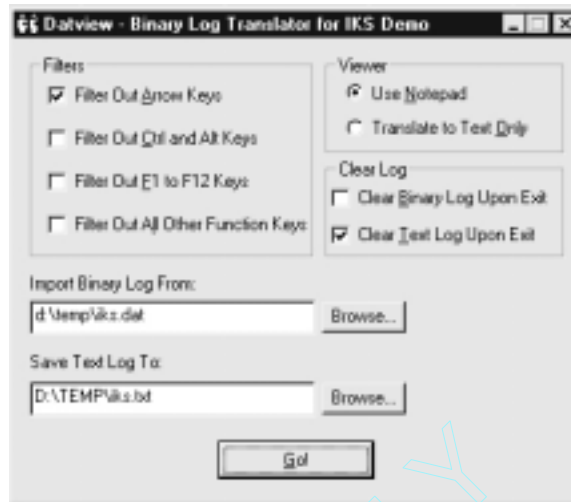 Datview - Binary Log Translator for IKS Demo
Filters
Filter Out Arrow Keys
Filter Out Ctrl and Alt Keys
Filter Out F1 to F12 Keys
Filter Out All Other Function Keys
Viewer
Use Notepad
Translate to Text Only
Clear Log
Clear Binary Log Upon Exit
Clear Text Log Upon Exit
Import Binary Log From:
d:\temp\iks.dat
Browse...
Save Text Log To:
D:\TEMP\iks.txt
Browse...
Go!